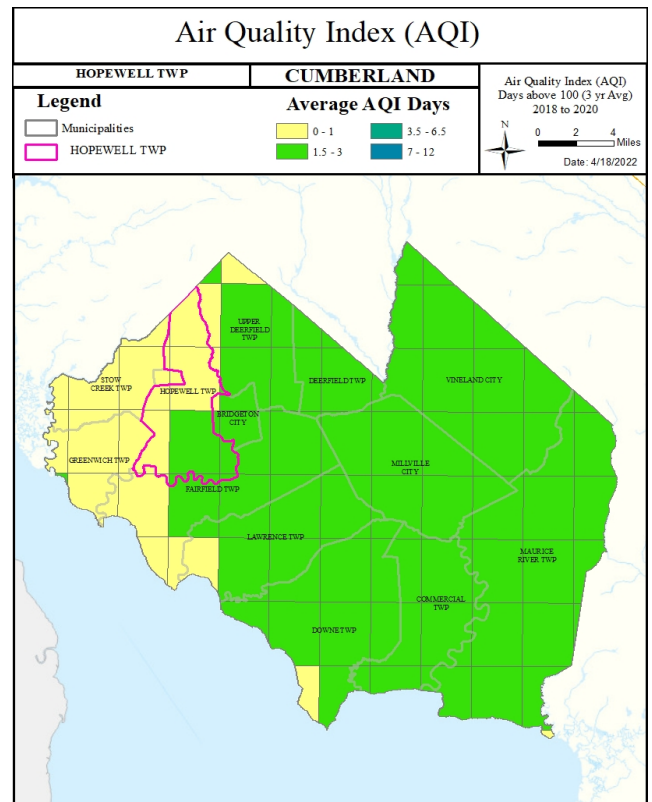 Air Quality Index (AQI)
HOPEWELL TWP
CUMBERLAND
Legend
Municipalities
HOPEWELL TWP
Average AQI Days
0 - 1
1.5 - 3
3.5 - 6.5
7 - 12
Air Quality Index (AQI)
Days above 100 (3 yr Avg)
2018 to 2020
N
0 2 4
Miles
Date: 4/18/2022
UPPER
DEERFIELD
TWP
STOW
CREEK TWP
HOPEWELL TWP
DEERFIELD TWP
VINELAND CITY
BRIDGETON
CITY
GREENWICH TWP
MILLVILLE
CITY
FAIRFIELD TWP
LAWRENCE TWP
MAURICE
RIVER TWP
COMMERCIAL
TWP
DOWNE TWP